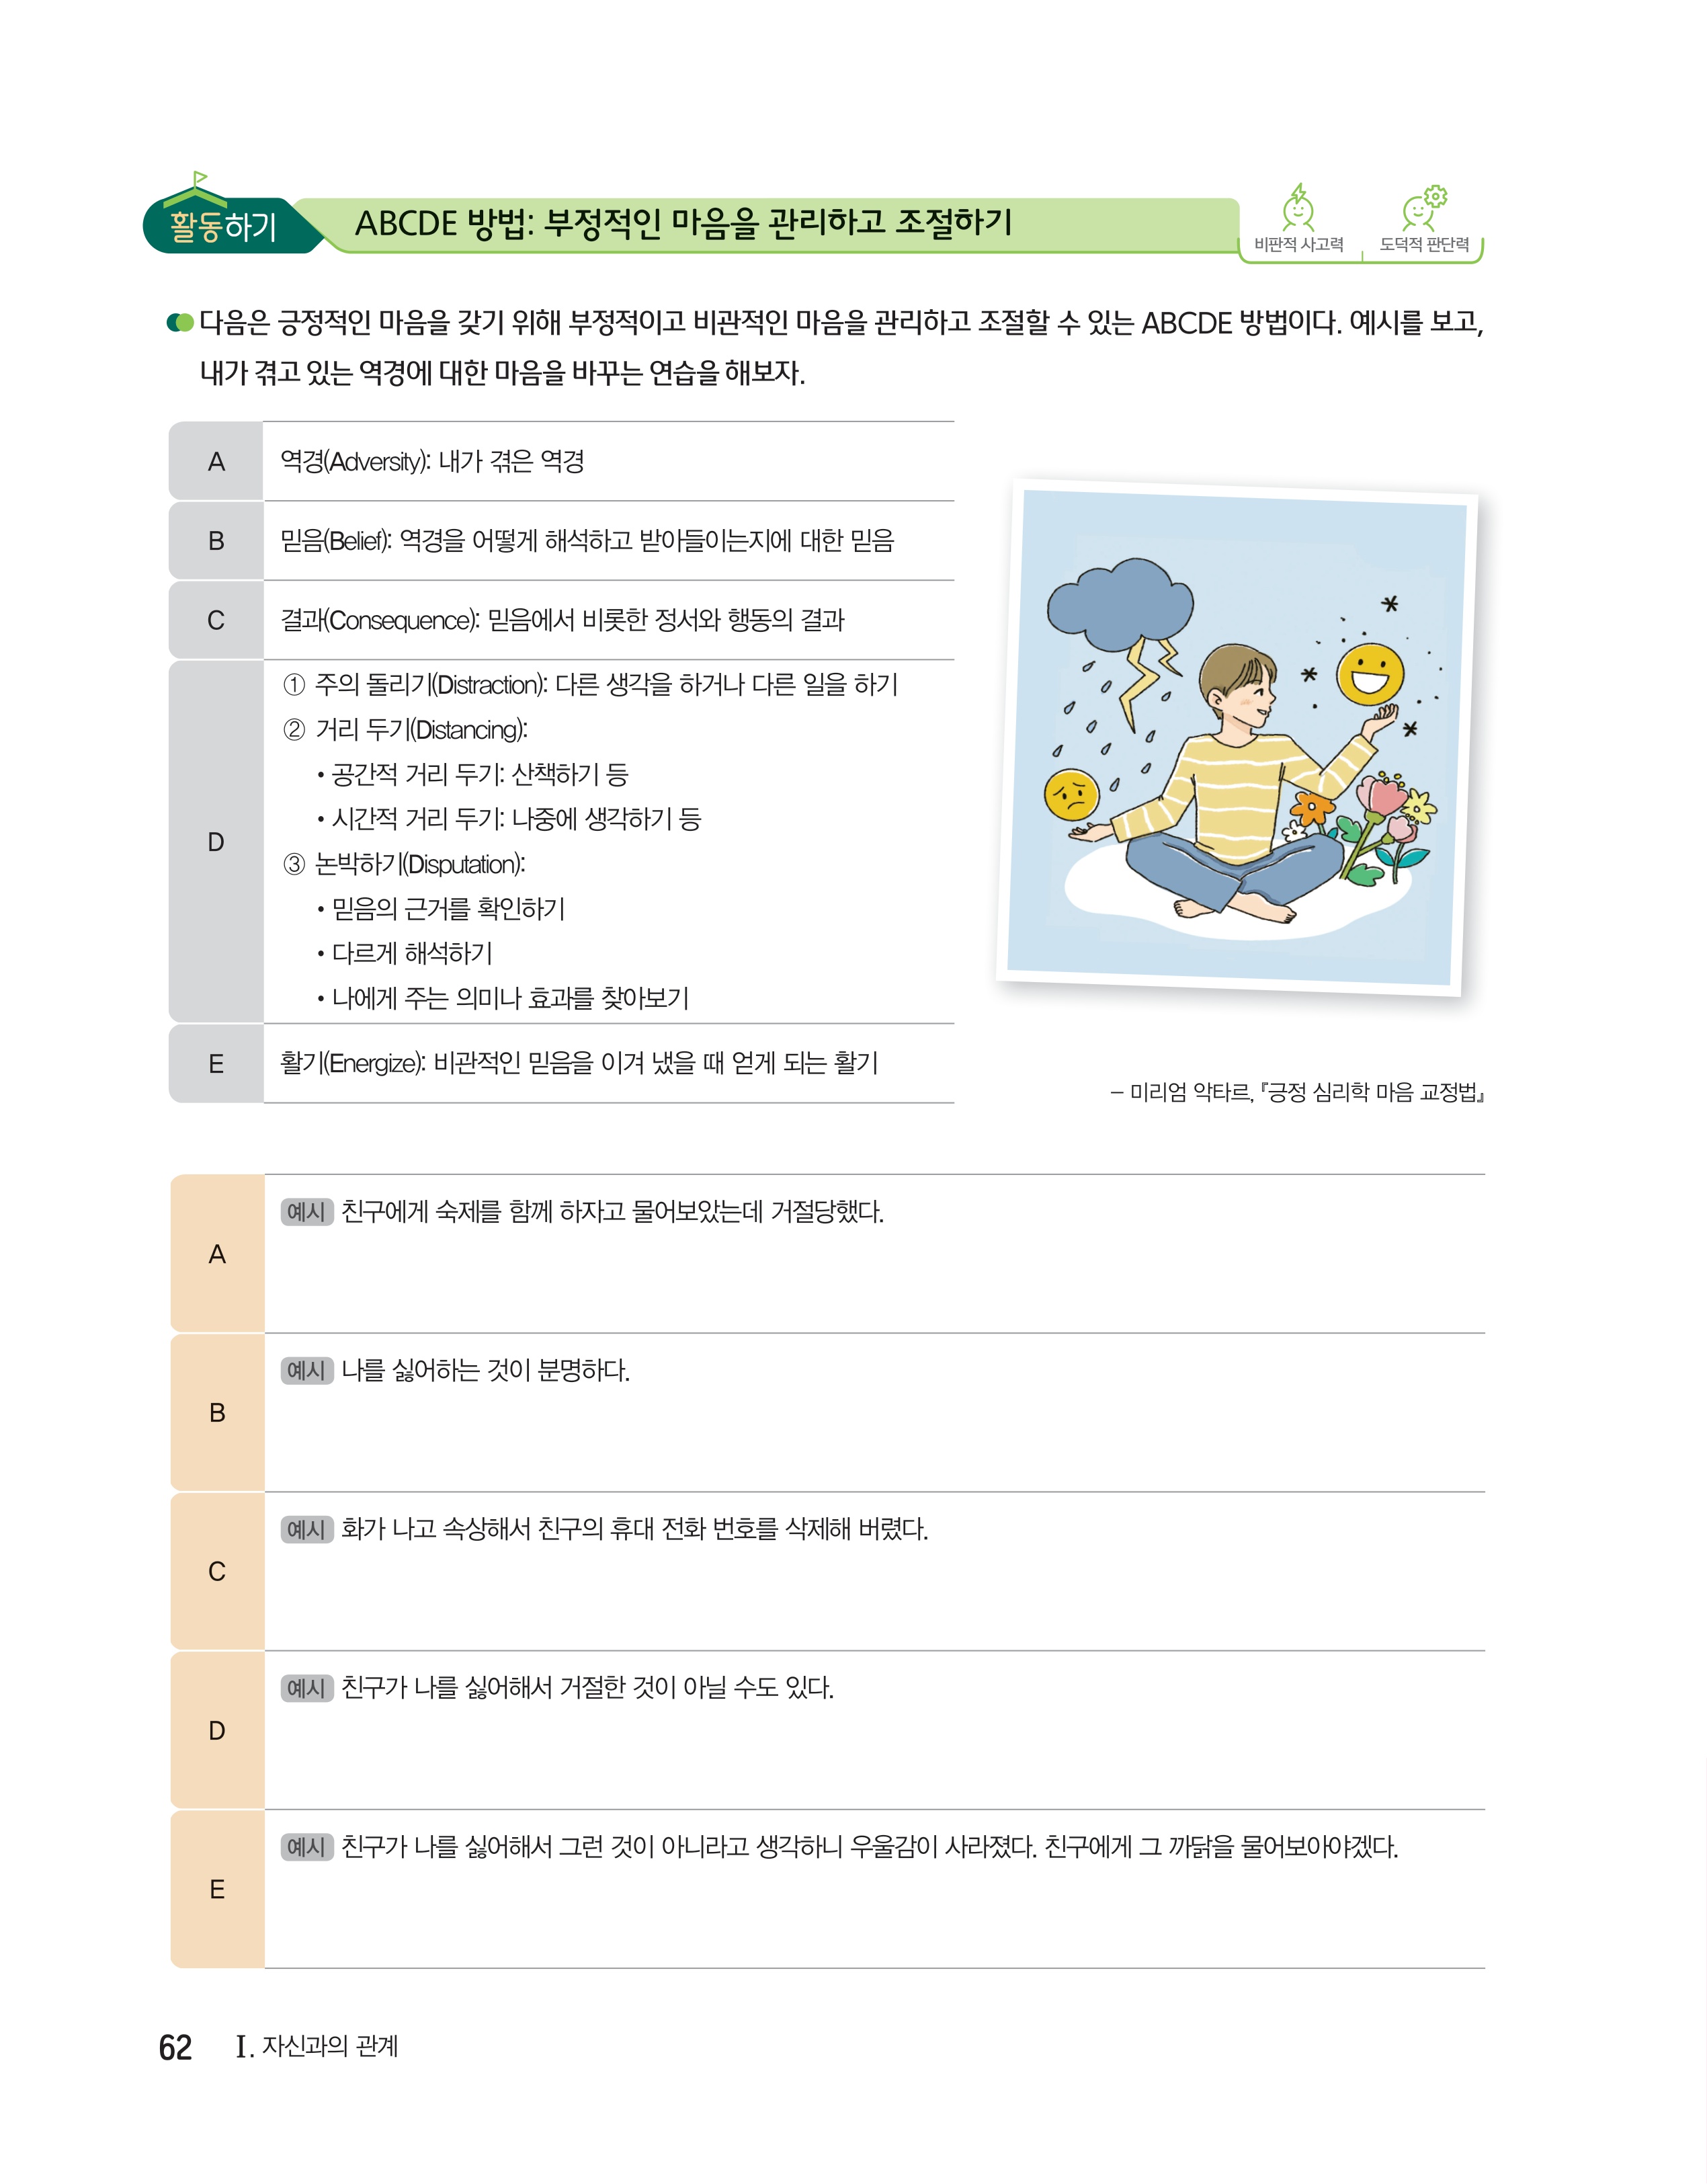 활동하기
ABCDE 방법: 부정적인 마음을 관리하고 조절하기
비판적 사고력
도덕적 판단력
다음은 긍정적인 마음을 갖기 위해 부정적이고 비관적인 마음을 관리하고 조절할 수 있는 ABCDE 방법이다. 예시를 보고,
내가 겪고 있는 역경에 대한 마음을 바꾸는 연습을 해보자.
A
역경(Adversity): 내가 겪은 역경
B
믿음(Belief): 역경을 어떻게 해석하고 받아들이는지에 대한 믿음
C
결과(Consequence): 믿음에서 비롯한 정서와 행동의 결과
D
① 주의 돌리기(Distraction): 다른 생각을 하거나 다른 일을 하기
② 거리 두기(Distancing):
• 공간적 거리 두기: 산책하기 등
• 시간적 거리 두기: 나중에 생각하기 등
③ 논박하기(Disputation):
• 믿음의 근거를 확인하기
• 다르게 해석하기
• 나에게 주는 의미나 효과를 찾아보기
E
활기(Energize): 비관적인 믿음을 이겨 냈을 때 얻게 되는 활기
– 미리엄 악타르, 『긍정 심리학 마음 교정법』
A
예시 친구에게 숙제를 함께 하자고 물어보았는데 거절당했다.
B
예시 나를 싫어하는 것이 분명하다.
C
예시 화가 나고 속상해서 친구의 휴대 전화 번호를 삭제해 버렸다.
D
예시 친구가 나를 싫어해서 거절한 것이 아닐 수도 있다.
E
예시 친구가 나를 싫어해서 그런 것이 아니라고 생각하니 우울감이 사라졌다. 친구에게 그 까닭을 물어보아야겠다.
62 Ⅰ. 자신과의 관계